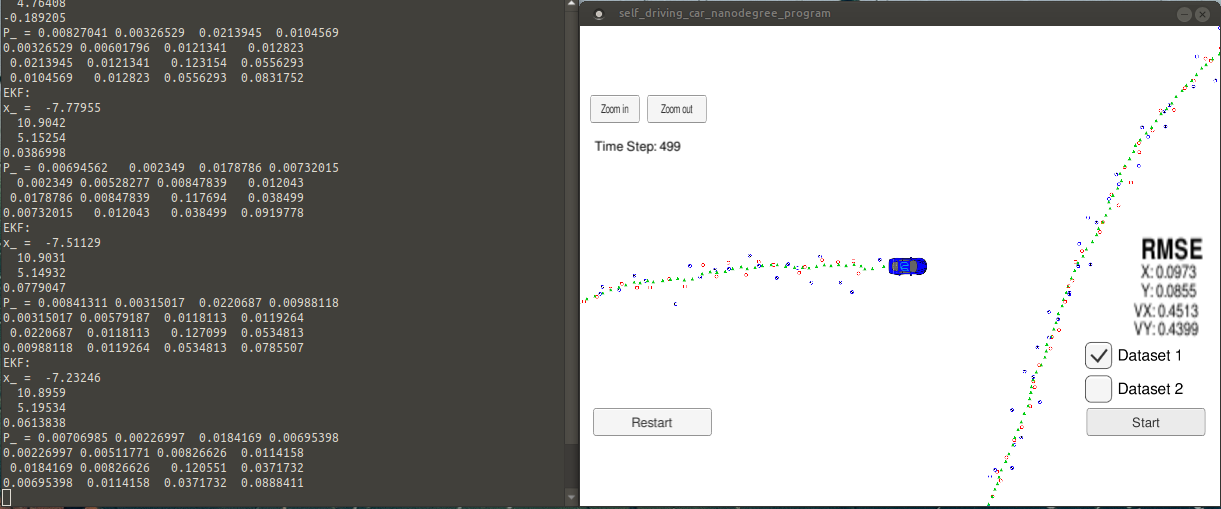 4.76408
-0.189205
P_ = 0.00827041 0.00326529 0.0213945 0.0104569
0.00326529 0.00601796 0.0121341 0.012823
0.0213945 0.0121341 0.123154 0.0556293
0.0104569 0.012823 0.0556293 0.0831752
EKF:
x_ = -7.77955
10.9042
5.15254
0.0386998
P_ = 0.00694562 0.002349 0.0178786 0.00732015
0.002349 0.00528277 0.00847839 0.012043
0.0178786 0.00847839 0.117694 0.038499
0.00732015 0.012043 0.038499 0.0919778
EKF:
x_ = -7.51129
10.9031
5.14932
0.0779047
P_ = 0.00841311 0.00315017 0.0220687 0.00988118
0.00315017 0.00579187 0.0118113 0.0119264
0.0220687 0.0118113 0.127099 0.0534813
0.00988118 0.0119264 0.0534813 0.0785507
EKF:
x_ = -7.23246
10.8959
5.19534
0.0613838
P_ = 0.00706985 0.00226997 0.0184169 0.00695398
0.00226997 0.00511771 0.00826626 0.0114158
0.0184169 0.00826626 0.120551 0.0371732
0.00695398 0.0114158 0.0371732 0.0888411
self_driving_car_nanodegree_program
Zoom in Zoom out
Time Step: 499
RMSE
X: 0.0973
Y: 0.0855
VX: 0.4513
VY: 0.4399
Dataset 1
Dataset 2
Restart Start